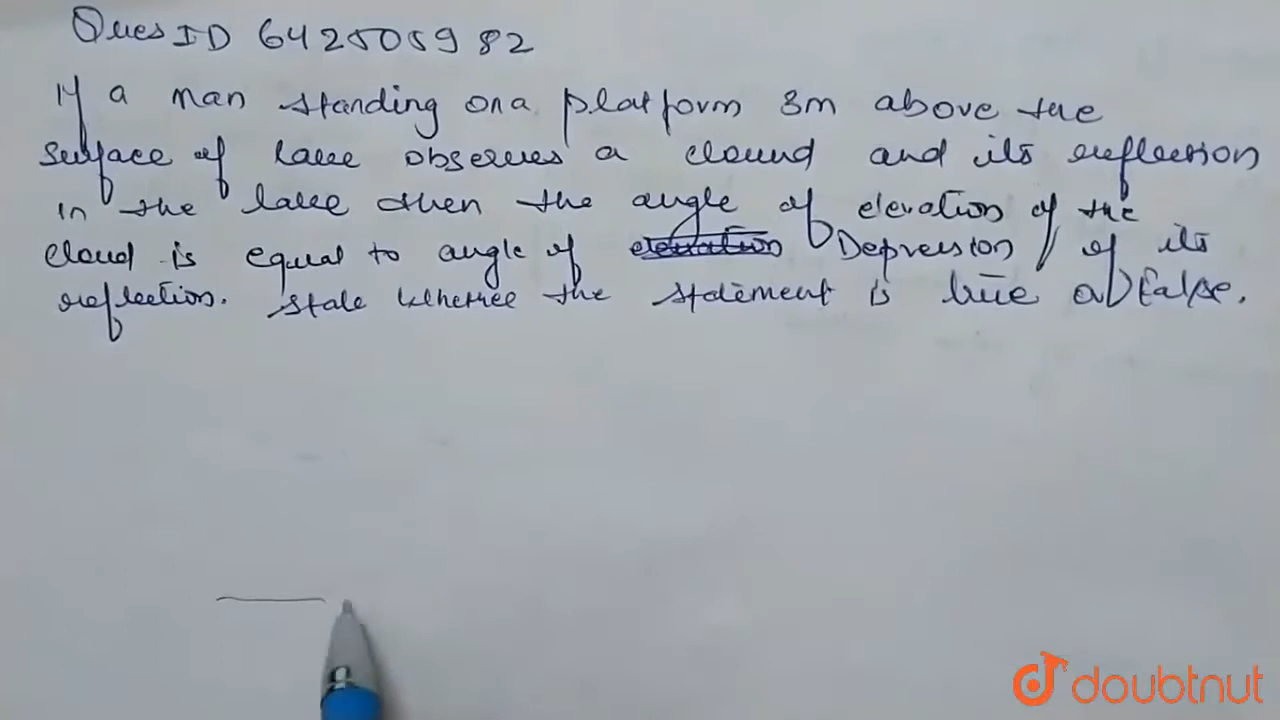 Ques ID 6425059 82
If a man standing on a platform 3m above the
surface of lake observes a cloud and its reflection
in the lake then the angle of elevation of the
cloud is equal to angle of elevation Depression of its
reflection. State whether the statement is true or false.
doubtnut